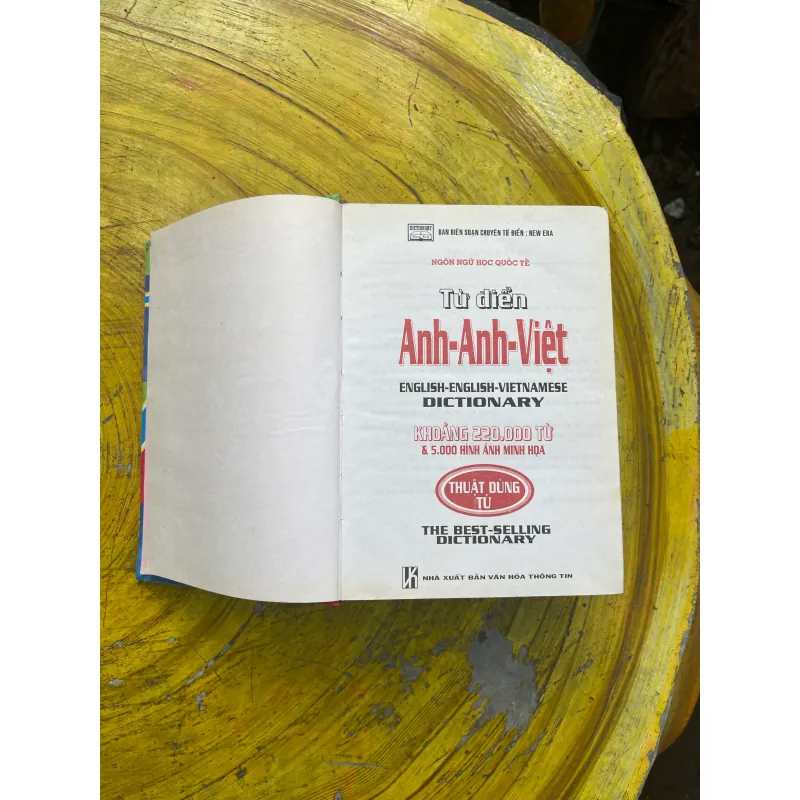 DICTIONARY
BAN BIÊN SOẠN CHUYÊN TỪ ĐIỂN : NEW ERA
NGÔN NGỮ HỌC QUỐC TẾ
Từ điển
Anh-Anh-Việt
ENGLISH-ENGLISH-VIETNAMESE
DICTIONARY
KHOẢNG 220.000 TỪ
& 5.000 HÌNH ẢNH MINH HỌA
THUẬT DÙNG
TỪ
THE BEST-SELLING
DICTIONARY
NHÀ XUẤT BẢN VĂN HÓA THÔNG TIN